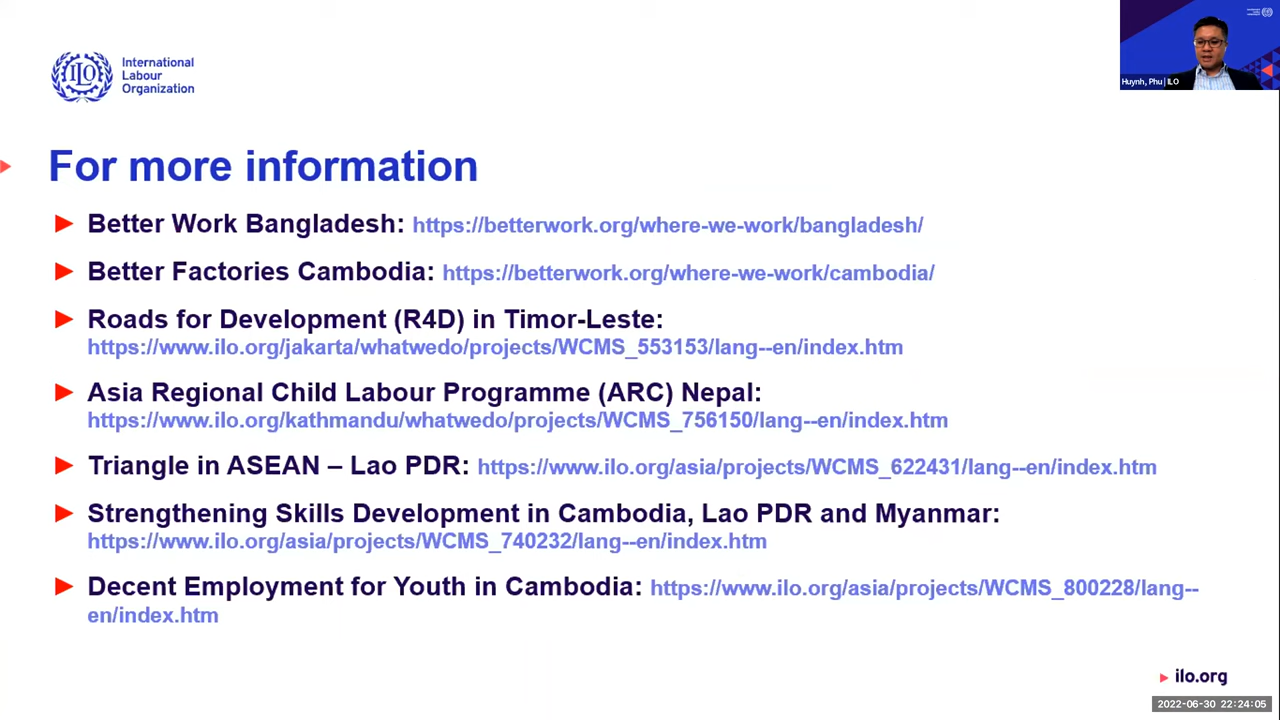 International
Labour
Organization
Huynh, Phu | ILO
For more information
Better Work Bangladesh: https://betterwork.org/where-we-work/bangladesh/
Better Factories Cambodia: https://betterwork.org/where-we-work/cambodia/
Roads for Development (R4D) in Timor-Leste:
https://www.ilo.org/jakarta/whatwedo/projects/WCMS_553153/lang--en/index.htm
Asia Regional Child Labour Programme (ARC) Nepal:
https://www.ilo.org/kathmandu/whatwedo/projects/WCMS_756150/lang--en/index.htm
Triangle in ASEAN – Lao PDR: https://www.ilo.org/asia/projects/WCMS_622431/lang--en/index.htm
Strengthening Skills Development in Cambodia, Lao PDR and Myanmar:
https://www.ilo.org/asia/projects/WCMS_740232/lang--en/index.htm
Decent Employment for Youth in Cambodia: https://www.ilo.org/asia/projects/WCMS_800228/lang--
en/index.htm
ilo.org
2022-06-30 22:24:05